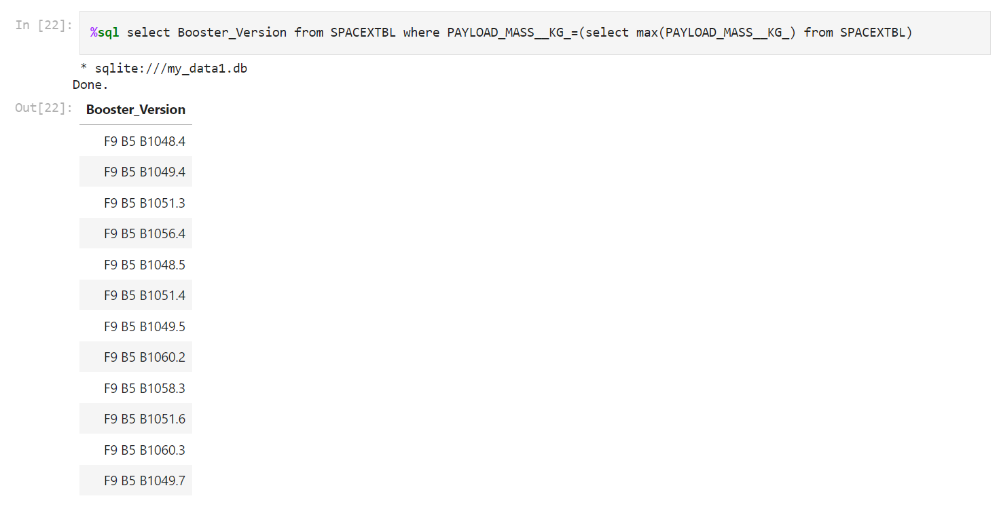 In [22]:
%sql select Booster_Version from SPACEXTBL where PAYLOAD_MASS__KG_=(select max(PAYLOAD_MASS__KG_) from SPACEXTBL)
* sqlite:///my_data1.db
Done.
Out[22]:
Booster_Version
F9 B5 B1048.4
F9 B5 B1049.4
F9 B5 B1051.3
F9 B5 B1056.4
F9 B5 B1048.5
F9 B5 B1051.4
F9 B5 B1049.5
F9 B5 B1060.2
F9 B5 B1058.3
F9 B5 B1051.6
F9 B5 B1060.3
F9 B5 B1049.7